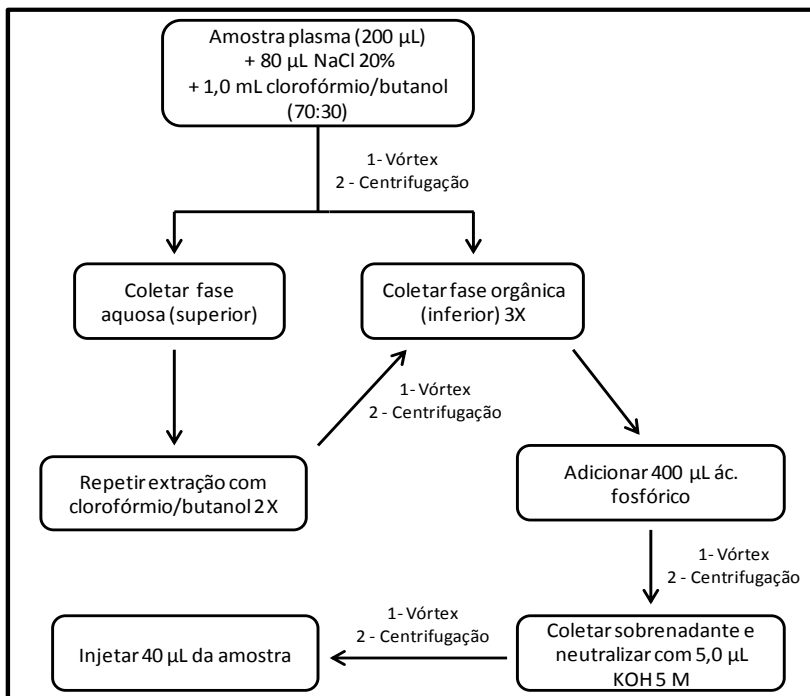 Amostra plasma (200 µL)
+ 80 µL NaCl 20%
+ 1,0 mL clorofórmio/butanol
(70:30)
1- Vórtex
2 - Centrifugação
Coletar fase
aquosa (superior)
Coletar fase orgânica
(inferior) 3X
1- Vórtex
2 - Centrifugação
Repetir extração com
clorofórmio/butanol 2X
Adicionar 400 µL ác.
fosfórico
1- Vórtex
2 - Centrifugação
Coletar sobrenadante e
neutralizar com 5,0 µL
KOH 5 M
1- Vórtex
2 - Centrifugação
Injetar 40 µL da amostra